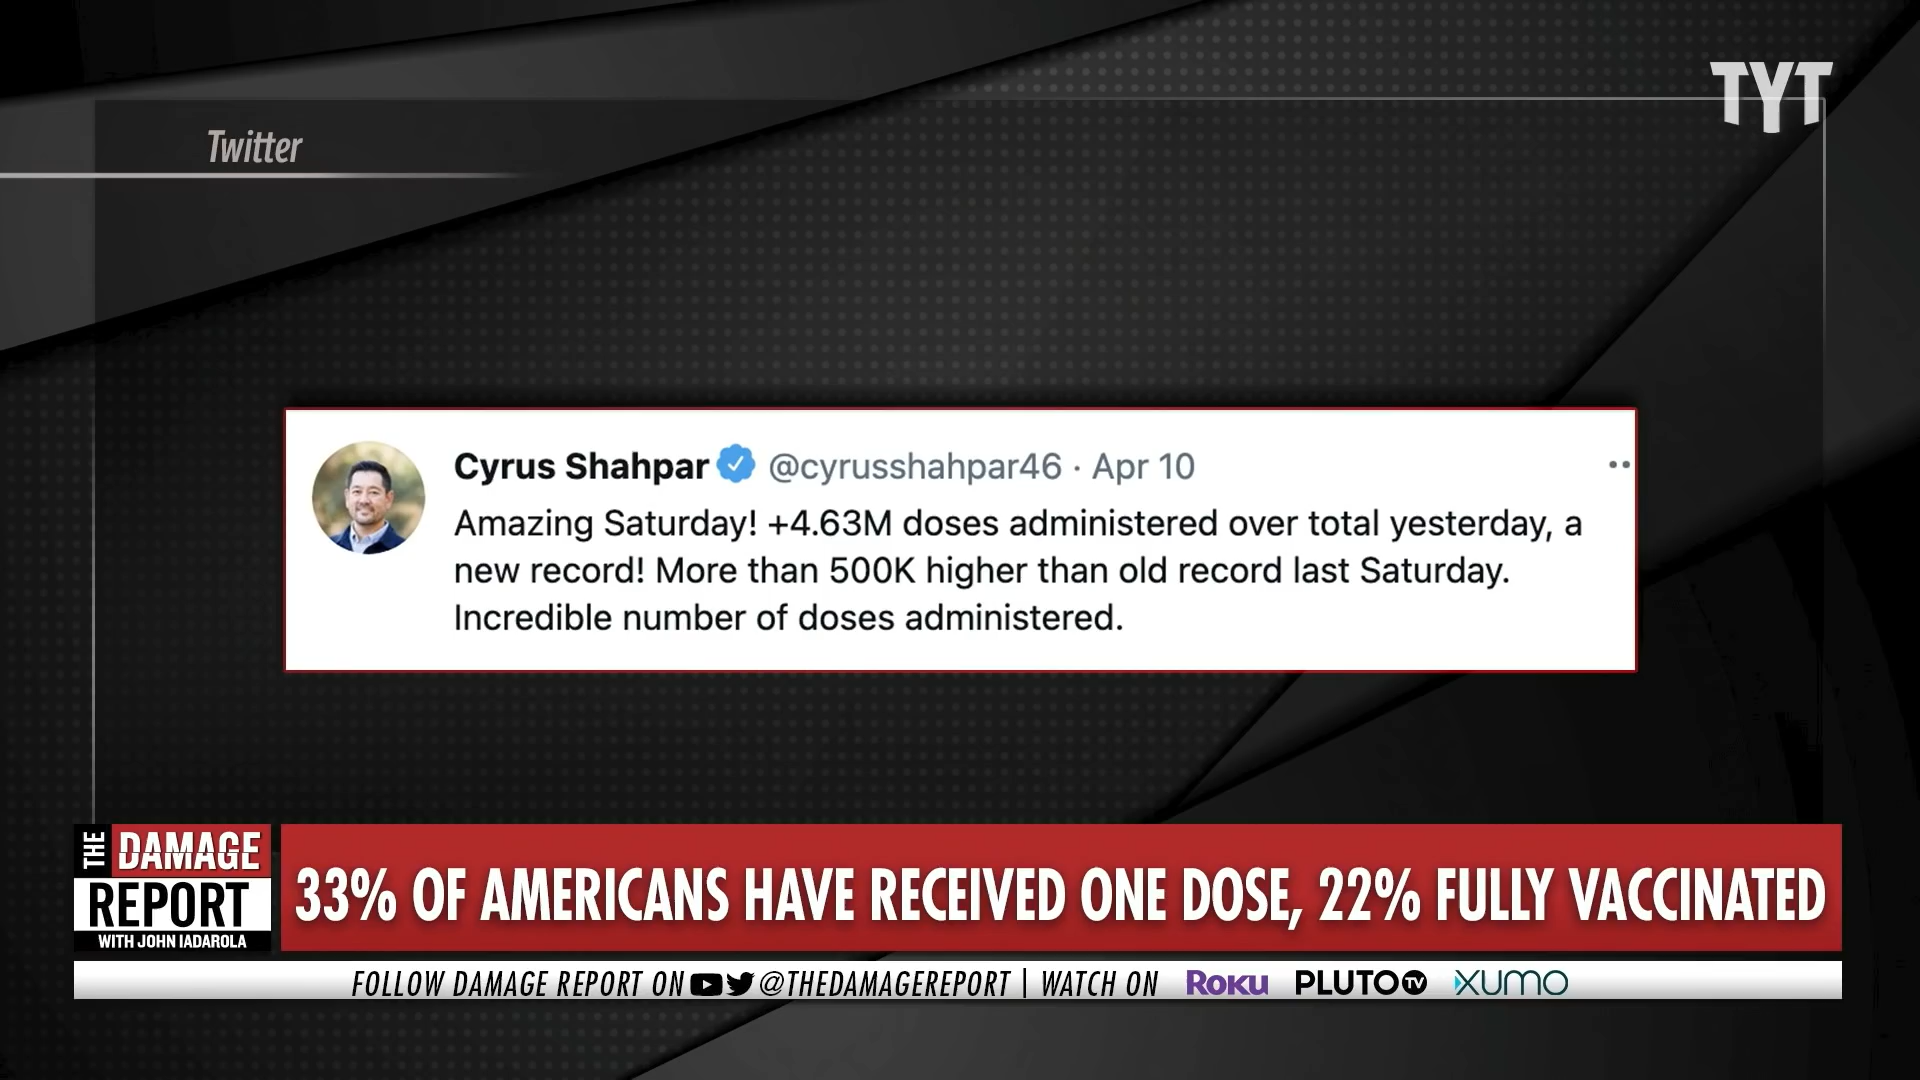 TYT
Twitter
Cyrus Shahpar @cyrusshahpar46 · Apr 10
Amazing Saturday! +4.63M doses administered over total yesterday, a
new record! More than 500K higher than old record last Saturday.
Incredible number of doses administered.
THE DAMAGE
REPORT
WITH JOHN IADAROLA
33% OF AMERICANS HAVE RECEIVED ONE DOSE, 22% FULLY VACCINATED
FOLLOW DAMAGE REPORT ON @THEDAMAGEREPORT | WATCH ON ROKU PLUTO TV XUMO